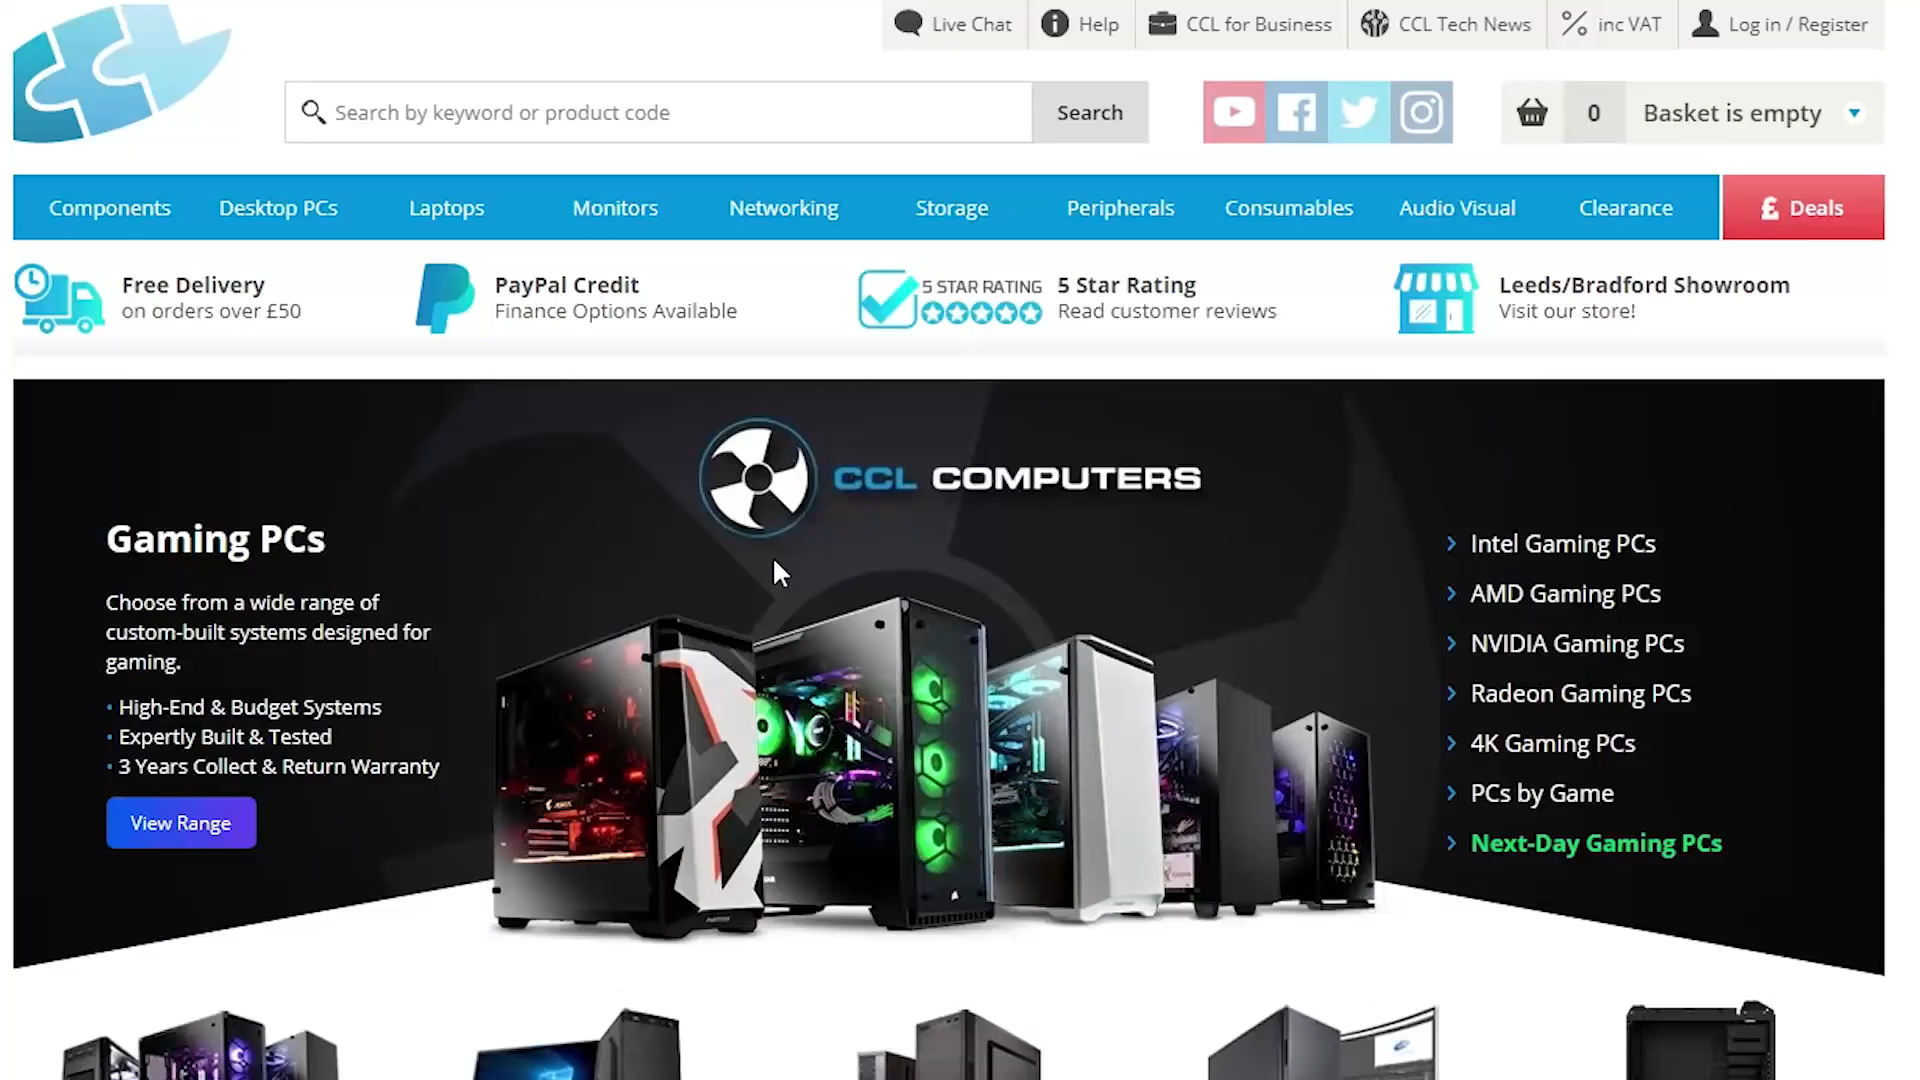 Live Chat
Help
CCL for Business
CCL Tech News
inc VAT
Log in / Register
Search by keyword or product code
Search
0
Basket is empty
Components
Desktop PCs
Laptops
Monitors
Networking
Storage
Peripherals
Consumables
Audio Visual
Clearance
£ Deals
Free Delivery
on orders over £50
PayPal Credit
Finance Options Available
5 STAR RATING
5 Star Rating
Read customer reviews
Leeds/Bradford Showroom
Visit our store!
CCL COMPUTERS
Gaming PCs
Choose from a wide range of
custom-built systems designed for
gaming.
• High-End & Budget Systems
• Expertly Built & Tested
• 3 Years Collect & Return Warranty
View Range
Intel Gaming PCs
AMD Gaming PCs
NVIDIA Gaming PCs
Radeon Gaming PCs
4K Gaming PCs
PCs by Game
Next-Day Gaming PCs